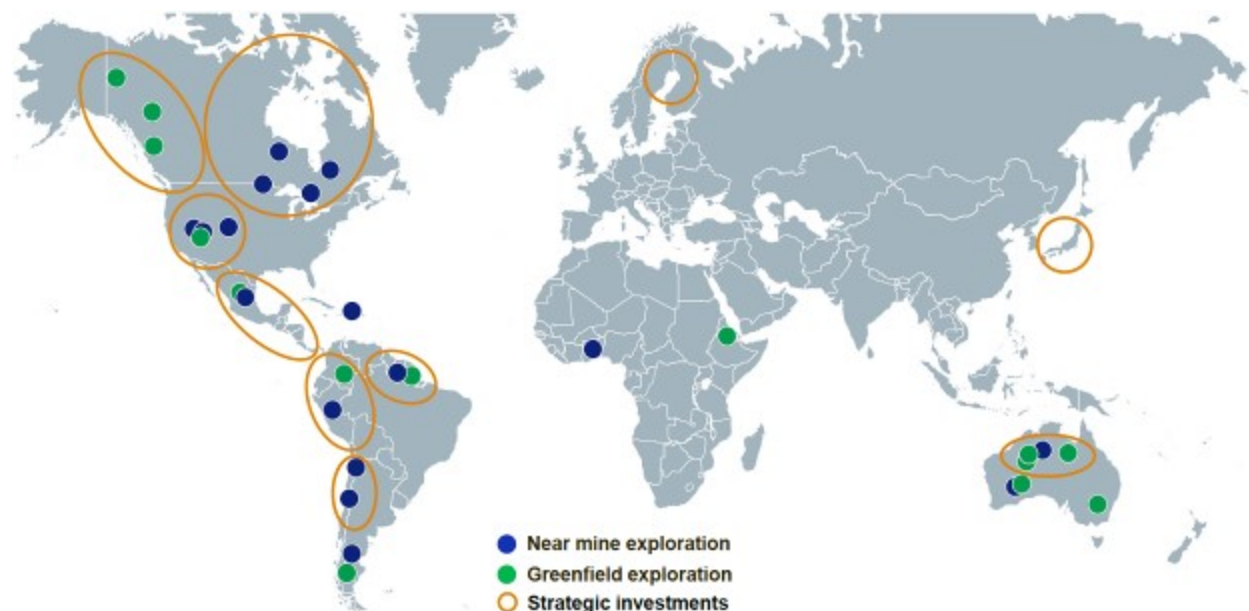 Near mine exploration
Greenfield exploration
Strategic investments